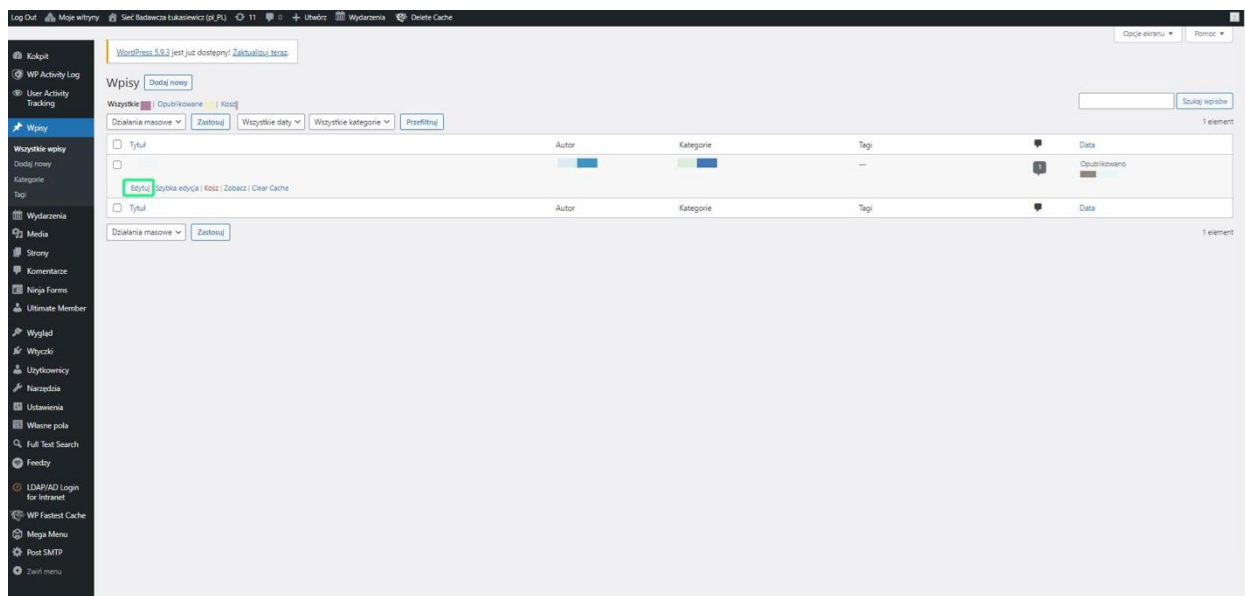 Log Out Moje witryny Sieć Badawcza Łukasiewicz (pl_PL) 11 0 + Utwórz Wydarzenia Delete Cache
Opcje ekranu ▼ Pomoc ▼
WordPress 5.9.3 jest już dostępny! Zaktualizuj teraz.
Kokpit
WP Activity Log
User Activity
Tracking
Wpisy
Wszystkie wpisy
Dodaj nowy
Kategorie
Tagi
Wydarzenia
Media
Strony
Komentarze
Ninja Forms
Ultimate Member
Wygląd
Wtyczki
Użytkownicy
Narzędzia
Ustawienia
Własne pola
Full Text Search
Feedzy
LDAP/AD Login
for Intranet
WP Fastest Cache
Mega Menu
Post SMTP
Zwiń menu
Wpisy Dodaj nowy
Wszystkie | Opublikowane | Kosz
Szukaj wpisów
Działania masowe Zastosuj Wszystkie daty Wszystkie kategorie Przefiltruj 1 element
Tytuł Autor Kategorie Tagi Data
— 1 Opublikowano
Edytuj | Szybka edycja | Kosz | Zobacz | Clear Cache
Tytuł Autor Kategorie Tagi Data
Działania masowe Zastosuj 1 element